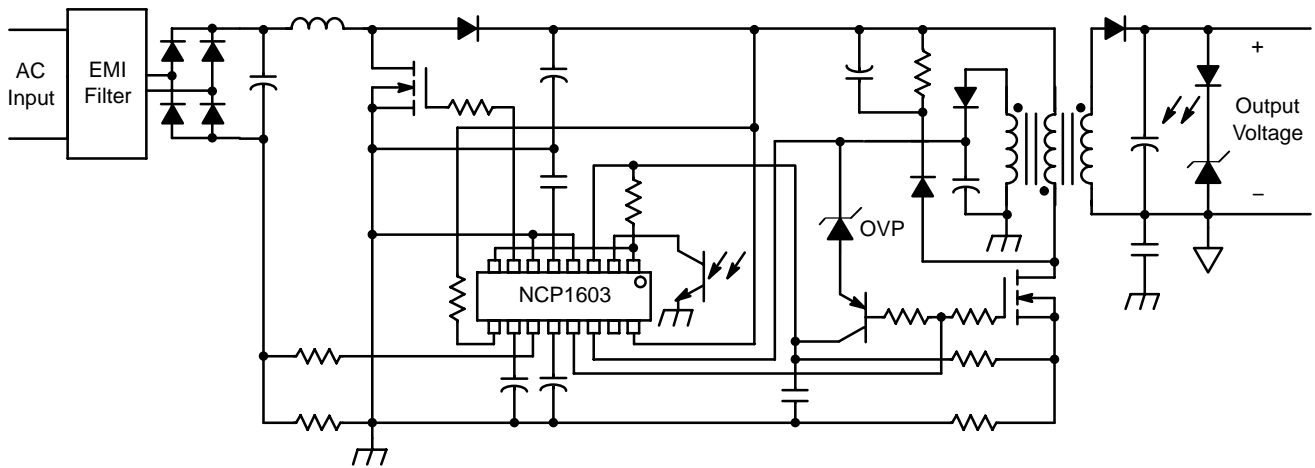 AC
Input
EMI
Filter
NCP1603
OVP
+
Output
Voltage
−